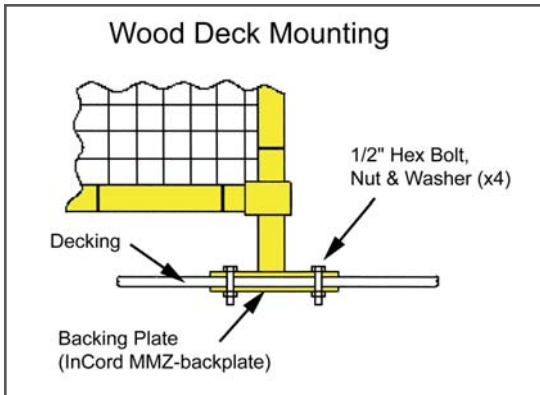 Wood Deck Mounting
1/2" Hex Bolt,
Nut & Washer (x4)
Decking
Backing Plate
(InCord MMZ-backplate)